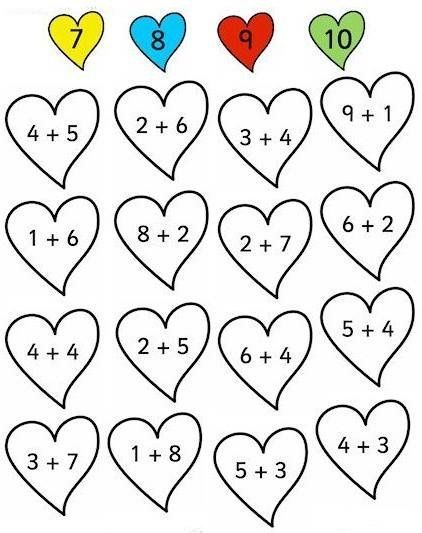 7 8 9 10
4 + 5 2 + 6 3 + 4 9 + 1
1 + 6 8 + 2 2 + 7 6 + 2
4 + 4 2 + 5 6 + 4 5 + 4
3 + 7 1 + 8 5 + 3 4 + 3